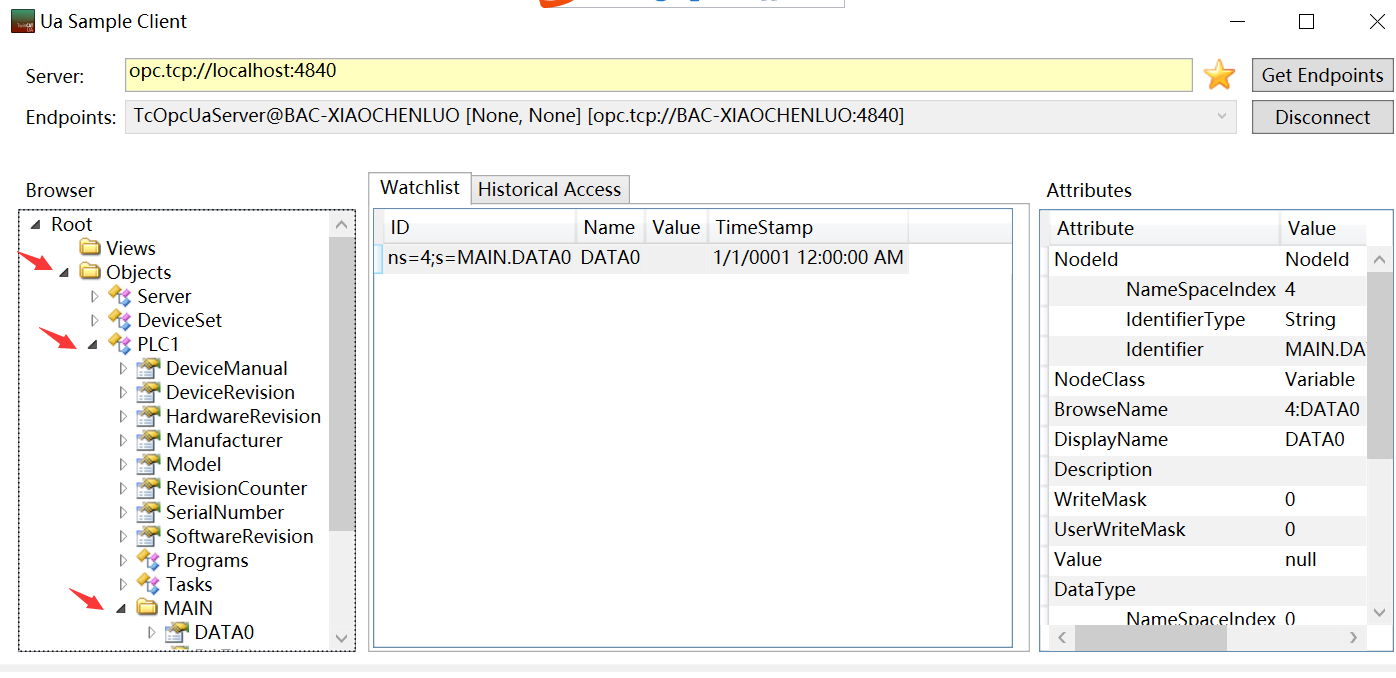 Ua Sample Client
Server:
opc.tcp://localhost:4840
Get Endpoints
Endpoints:
TcOpcUaServer@BAC-XIAOCHENLUO [None, None] [opc.tcp://BAC-XIAOCHENLUO:4840]
Disconnect
Browser
Root
Views
Objects
Server
DeviceSet
PLC1
DeviceManual
DeviceRevision
HardwareRevision
Manufacturer
Model
RevisionCounter
SerialNumber
SoftwareRevision
Programs
Tasks
MAIN
DATA0
Watchlist
Historical Access
ID Name Value TimeStamp
ns=4;s=MAIN.DATA0 DATA0 1/1/0001 12:00:00 AM
Attributes
Attribute Value
NodeId NodeId
NameSpaceIndex 4
IdentifierType String
Identifier MAIN.DA
NodeClass Variable
BrowseName 4:DATA0
DisplayName DATA0
Description
WriteMask 0
UserWriteMask 0
Value null
DataType
NameSpaceIndex 0